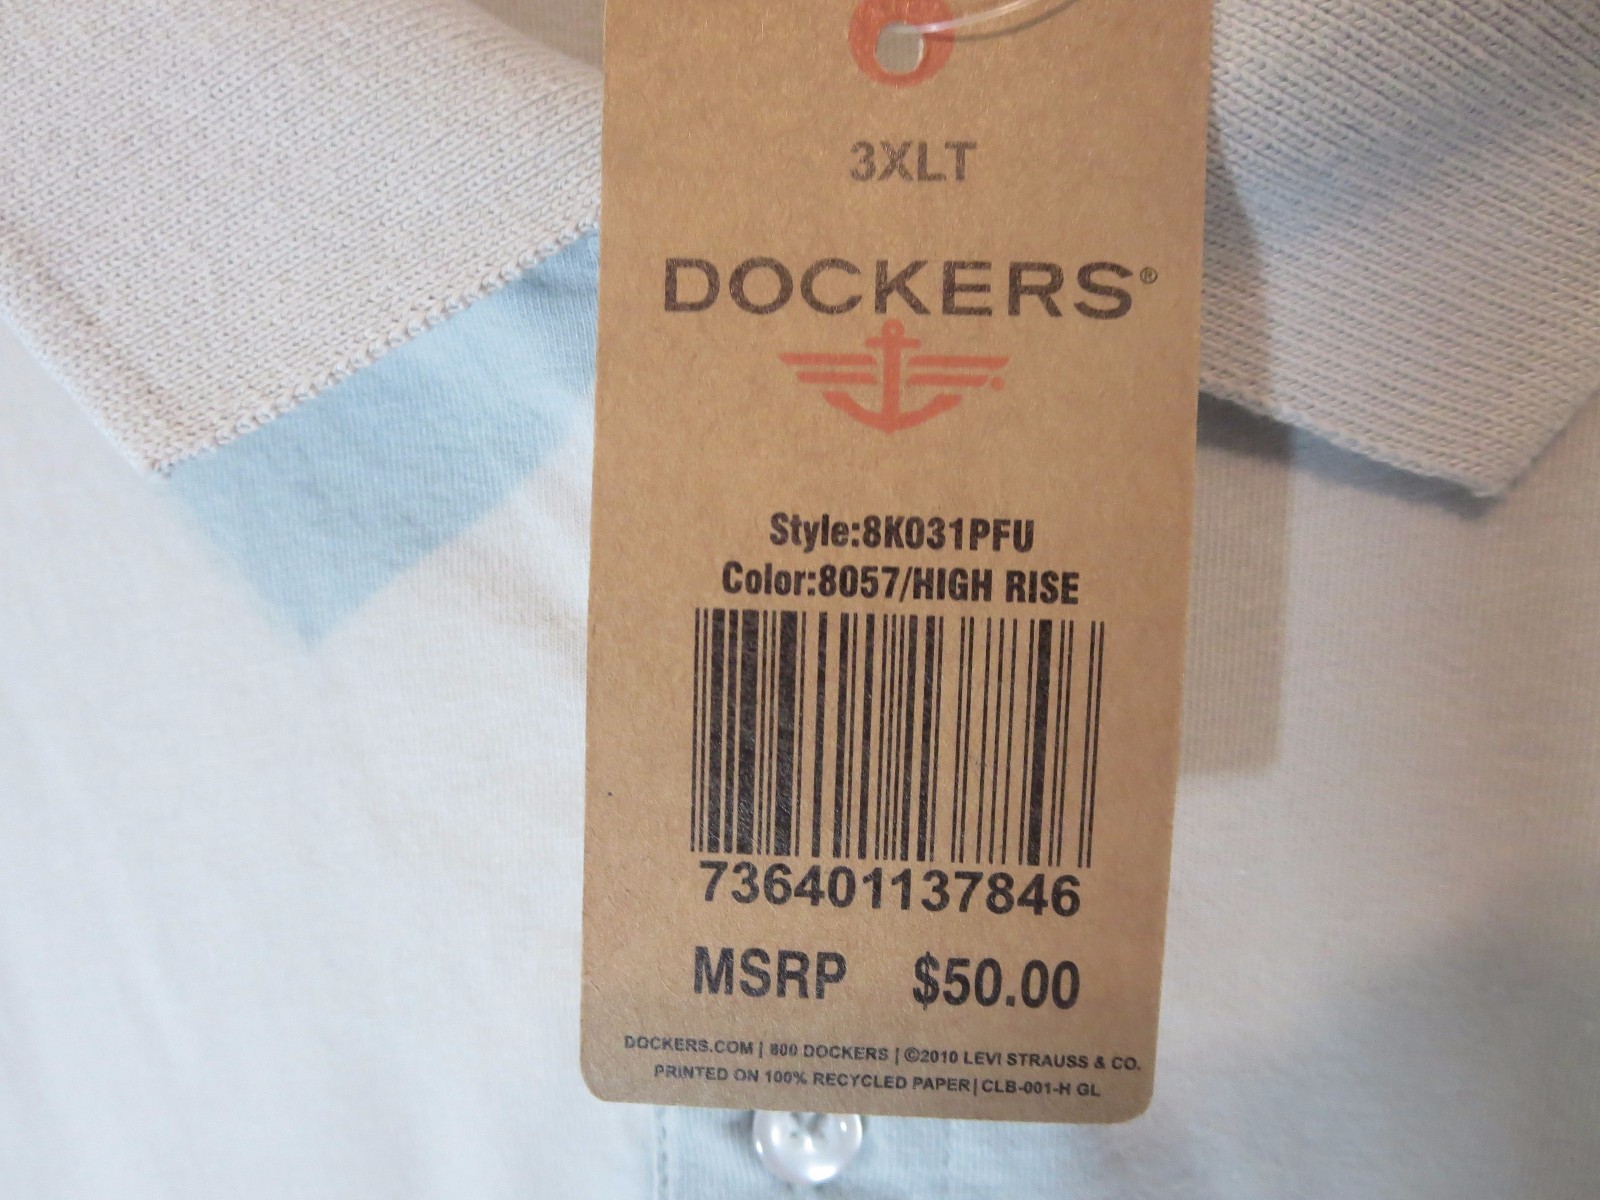 3XLT
DOCKERS®
Style:8K031PFU
Color:8057/HIGH RISE
736401137846
MSRP $50.00
DOCKERS.COM | 800 DOCKERS | ©2010 LEVI STRAUSS & CO.
PRINTED ON 100% RECYCLED PAPER | CLB-001-H GL